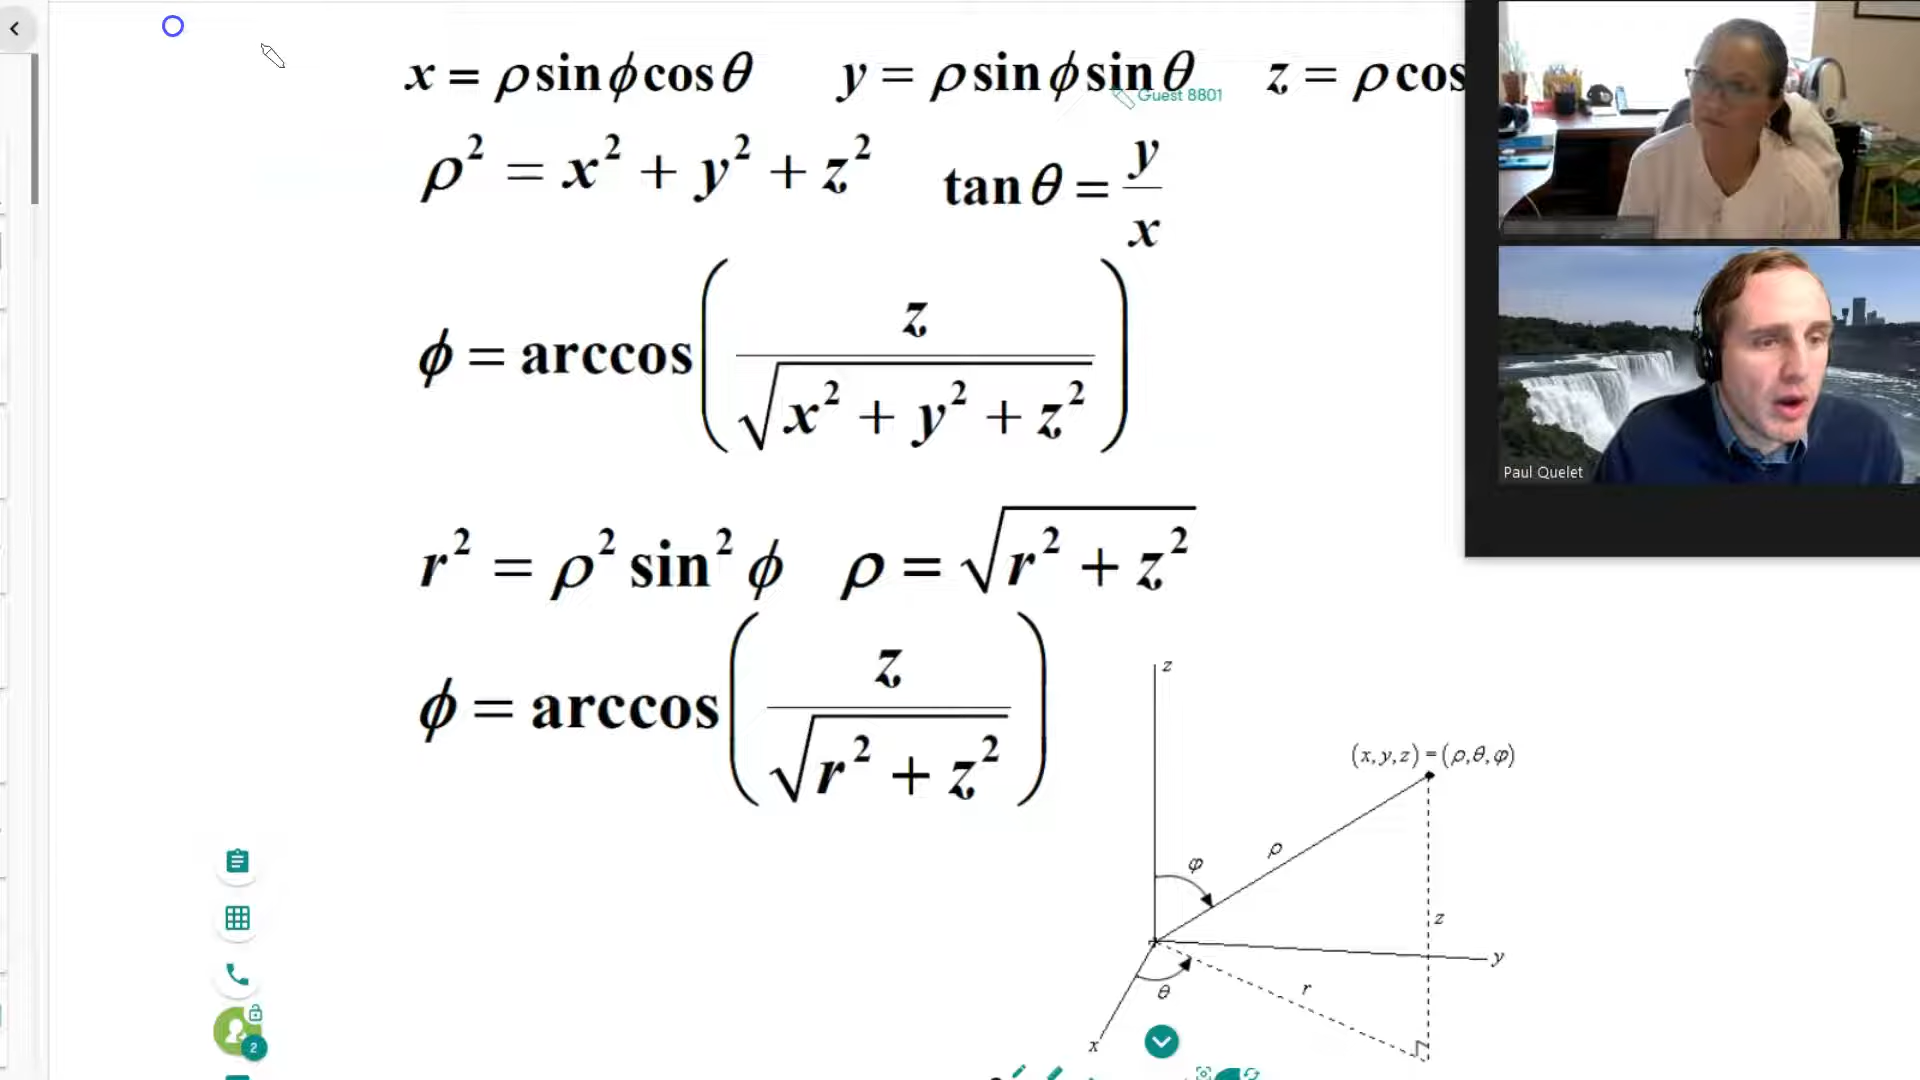 x = ρ sin ϕ cos θ   y = ρ sin ϕ sin θ   z = ρ cos
Guest 8801
ρ² = x² + y² + z²   tan θ = y/x
ϕ = arccos( z / √(x² + y² + z²) )
Paul Quelet
r² = ρ² sin² ϕ   ρ = √(r² + z²)
ϕ = arccos( z / √(r² + z²) )
z
(x,y,z) = (ρ,θ,φ)
ρ
φ
z
y
θ
r
x
2